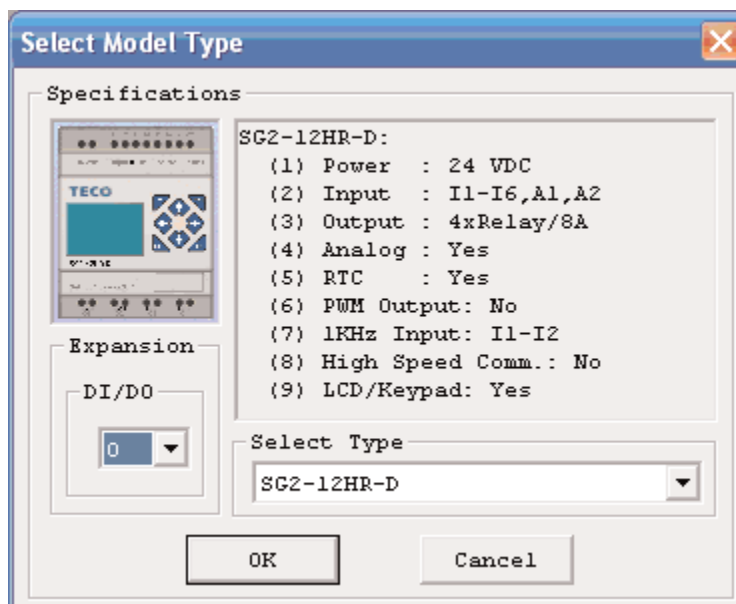 Select Model Type
Specifications
TECO
SG2-12HR-D:
(1) Power : 24 VDC
(2) Input : I1-I6,A1,A2
(3) Output : 4xRelay/8A
(4) Analog : Yes
(5) RTC : Yes
(6) PWM Output: No
(7) 1KHz Input: I1-I2
(8) High Speed Comm.: No
(9) LCD/Keypad: Yes
Expansion
DI/DO
0
Select Type
SG2-12HR-D
OK
Cancel